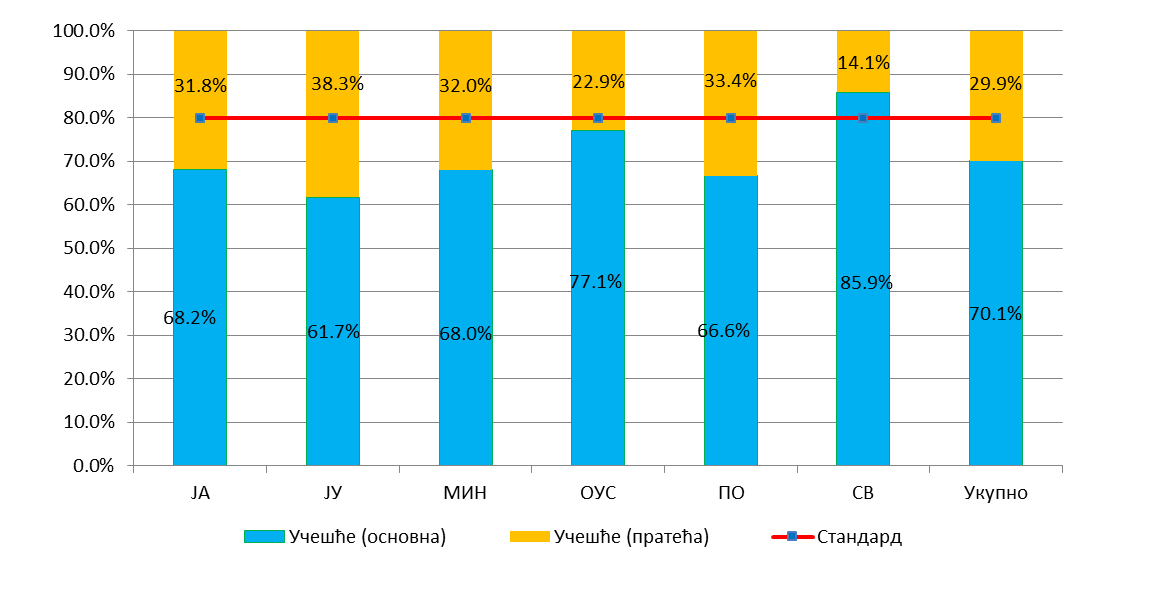 100.0%
90.0%
80.0%
70.0%
60.0%
50.0%
40.0%
30.0%
20.0%
10.0%
0.0%
31.8% 38.3% 32.0% 22.9% 33.4% 14.1% 29.9%
68.2% 61.7% 68.0% 77.1% 66.6% 85.9% 70.1%
ЈА ЈУ МИН ОУС ПО СВ Укупно
Учешће (основна) Учешће (пратећа) Стандард